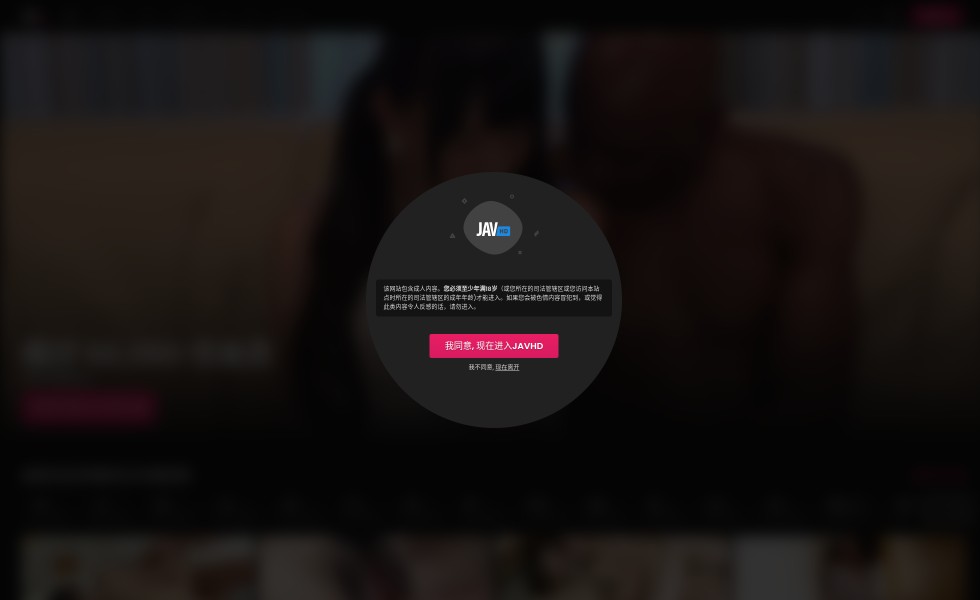 JAV HD
该网站包含成人内容。您必须至少年满18岁（或您所在的司法管辖区或您访问本站
点时所在的司法管辖区的成年年龄)才能进入。如果您会被色情内容冒犯到，或觉得
此类内容令人反感的话，请勿进入。
我同意, 现在进入JAVHD
我不同意, 现在离开